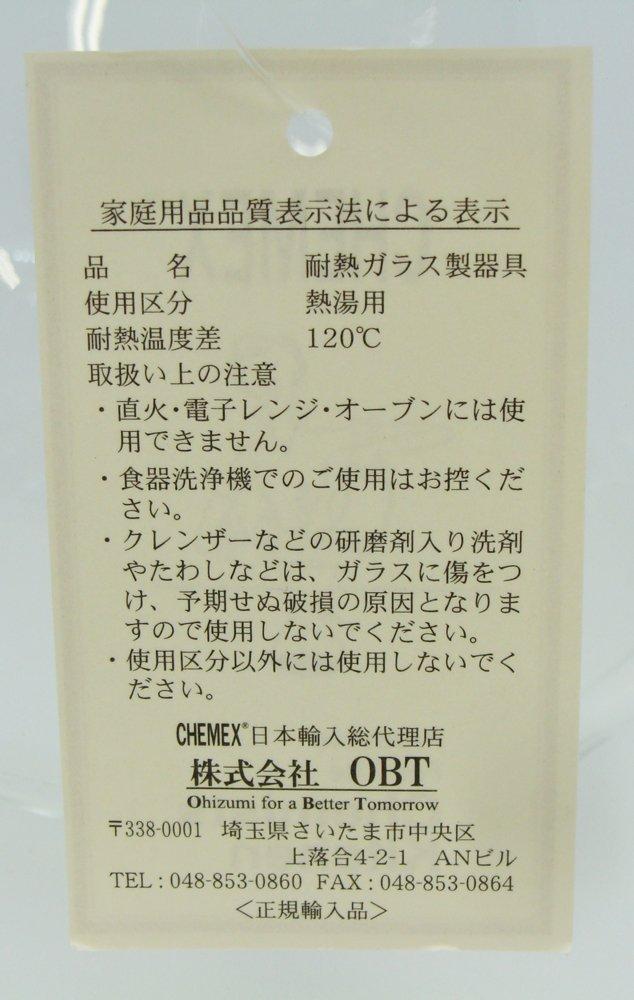 家庭用品品質表示法による表示
品　　名　　　　耐熱ガラス製器具
使用区分　　　　熱湯用
耐熱温度差　　　120℃
取扱い上の注意
・直火・電子レンジ・オーブンには使
用できません。
・食器洗浄機でのご使用はお控くだ
さい。
・クレンザーなどの研磨剤入り洗剤
やたわしなどは、ガラスに傷をつ
け、予期せぬ破損の原因となりま
すので使用しないでください。
・使用区分以外には使用しないでく
ださい。
CHEMEX®日本輸入総代理店
株式会社　OBT
Ohizumi for a Better Tomorrow
〒338-0001　埼玉県さいたま市中央区
上落合4-2-1　ANビル
TEL : 048-853-0860 FAX : 048-853-0864
＜正規輸入品＞